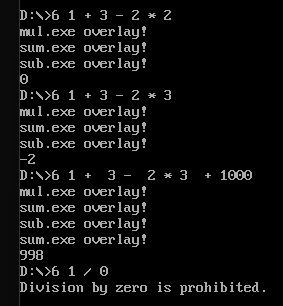 D:\>6 1 + 3 - 2 * 2
mul.exe overlay!
sum.exe overlay!
sub.exe overlay!
0
D:\>6 1 + 3 - 2 * 3
mul.exe overlay!
sum.exe overlay!
sub.exe overlay!
-2
D:\>6 1 +  3 -  2 * 3  + 1000
mul.exe overlay!
sum.exe overlay!
sub.exe overlay!
sum.exe overlay!
998
D:\>6 1 / 0
Division by zero is prohibited.